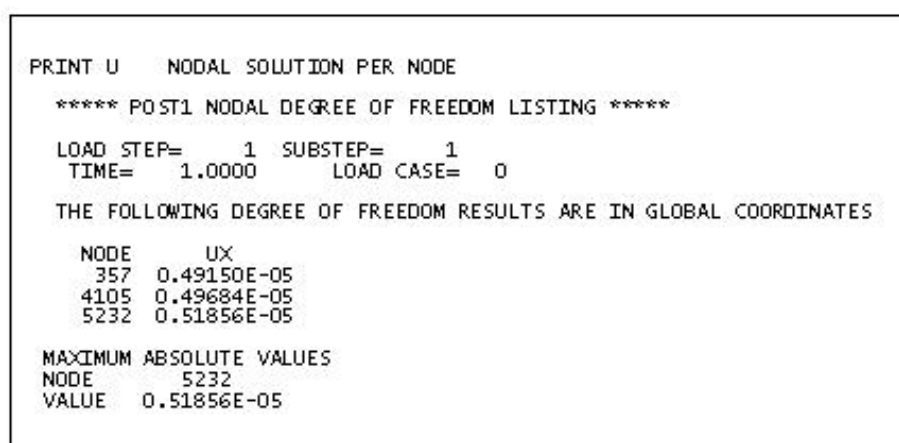 PRINT U    NODAL SOLUTION PER NODE
***** POST1 NODAL DEGREE OF FREEDOM LISTING *****
LOAD STEP=     1  SUBSTEP=     1
TIME=    1.0000      LOAD CASE=   0
THE FOLLOWING DEGREE OF FREEDOM RESULTS ARE IN GLOBAL COORDINATES
NODE       UX
357  0.49150E-05
4105  0.49684E-05
5232  0.51856E-05
MAXIMUM ABSOLUTE VALUES
NODE       5232
VALUE   0.51856E-05